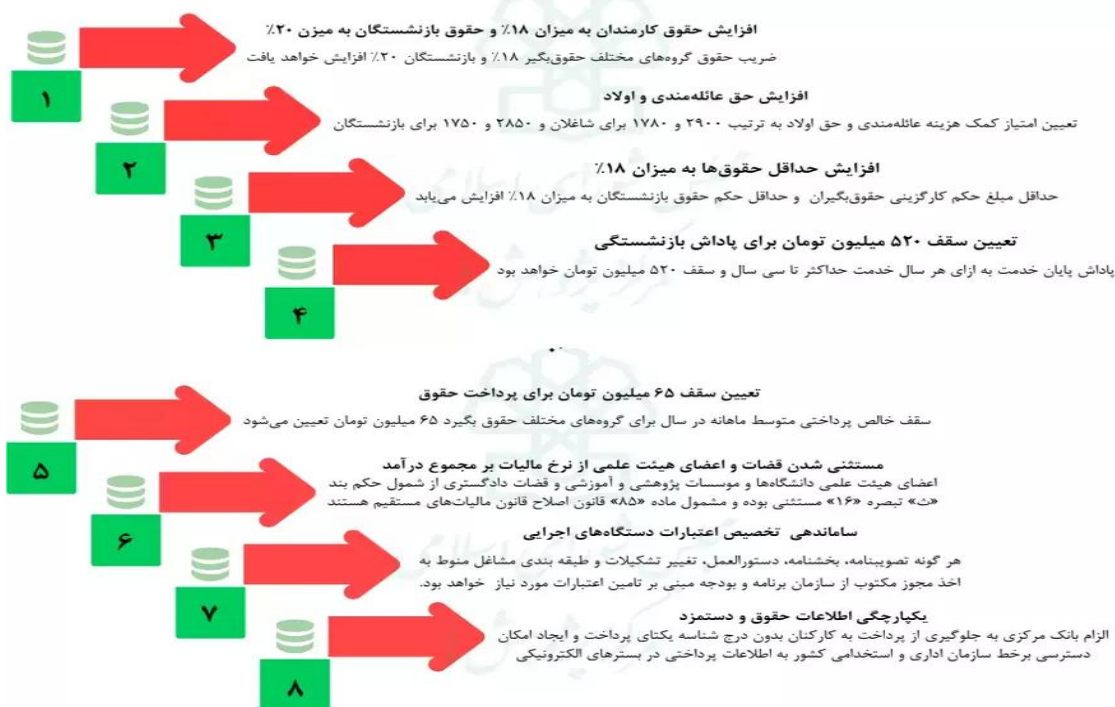 افزایش حقوق کارمندان به میزان ۱۸٪ و حقوق بازنشستگان به میزن ۲۰٪
ضریب حقوق گروه‌های مختلف حقوق‌بگیر ۱۸٪ و بازنشستگان ۲۰٪ افزایش خواهد یافت
۱
افزایش حق عائله‌مندی و اولاد
تعیین امتیاز کمک هزینه عائله‌مندی و حق اولاد به ترتیب ۲۹۰۰ و ۱۷۸۰ برای شاغلان و ۲۸۵۰ و ۱۷۵۰ برای بازنشستگان
۲
افزایش حداقل حقوق‌ها به میزان ۱۸٪
حداقل مبلغ حکم کارگزینی حقوق‌بگیران و حداقل حکم حقوق بازنشستگان به میزان ۱۸٪ افزایش می‌یابد
۳
تعیین سقف ۵۲۰ میلیون تومان برای پاداش بازنشستگی
پاداش پایان خدمت به ازای هر سال خدمت حداکثر تا سی سال و سقف ۵۲۰ میلیون تومان خواهد بود
۴
تعیین سقف ۶۵ میلیون تومان برای پرداخت حقوق
سقف خالص پرداختی متوسط ماهانه در سال برای گروه‌های مختلف حقوق بگیرد ۶۵ میلیون تومان تعیین می‌شود
۵
مستثنی شدن قضات و اعضای هیئت علمی از نرخ مالیات بر مجموع درآمد
اعضای هیئت علمی دانشگاه‌ها و موسسات پژوهشی و آموزشی و قضات دادگستری از شمول حکم بند
«ث» تبصره «۱۶» مستثنی بوده و مشمول ماده «۸۵» قانون اصلاح قانون مالیات‌های مستقیم هستند
۶
ساماندهی تخصیص اعتبارات دستگاه‌های اجرایی
هر گونه تصویبنامه، بخشنامه، دستورالعمل، تغییر تشکیلات و طبقه بندی مشاغل منوط به
اخذ مجوز مکتوب از سازمان برنامه و بودجه مبنی بر تامین اعتبارات مورد نیاز خواهد بود.
۷
یکپارچگی اطلاعات حقوق و دستمزد
الزام بانک مرکزی به جلوگیری از پرداخت به کارکنان بدون درج شناسه یکتای پرداخت و ایجاد امکان
دسترسی برخط سازمان اداری و استخدامی کشور به اطلاعات پرداختی در بسترهای الکترونیکی
۸